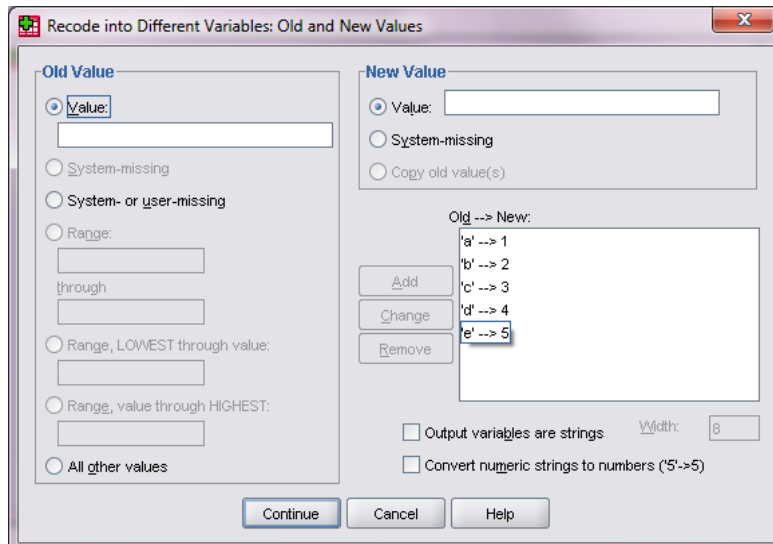 Recode into Different Variables: Old and New Values
Old Value
Value:
System-missing
System- or user-missing
Range:
through
Range, LOWEST through value:
Range, value through HIGHEST:
All other values
New Value
Value:
System-missing
Copy old value(s)
Old --> New:
'a' --> 1
'b' --> 2
'c' --> 3
'd' --> 4
'e' --> 5
Add
Change
Remove
Output variables are strings Width: 8
Convert numeric strings to numbers ('5'->5)
Continue Cancel Help